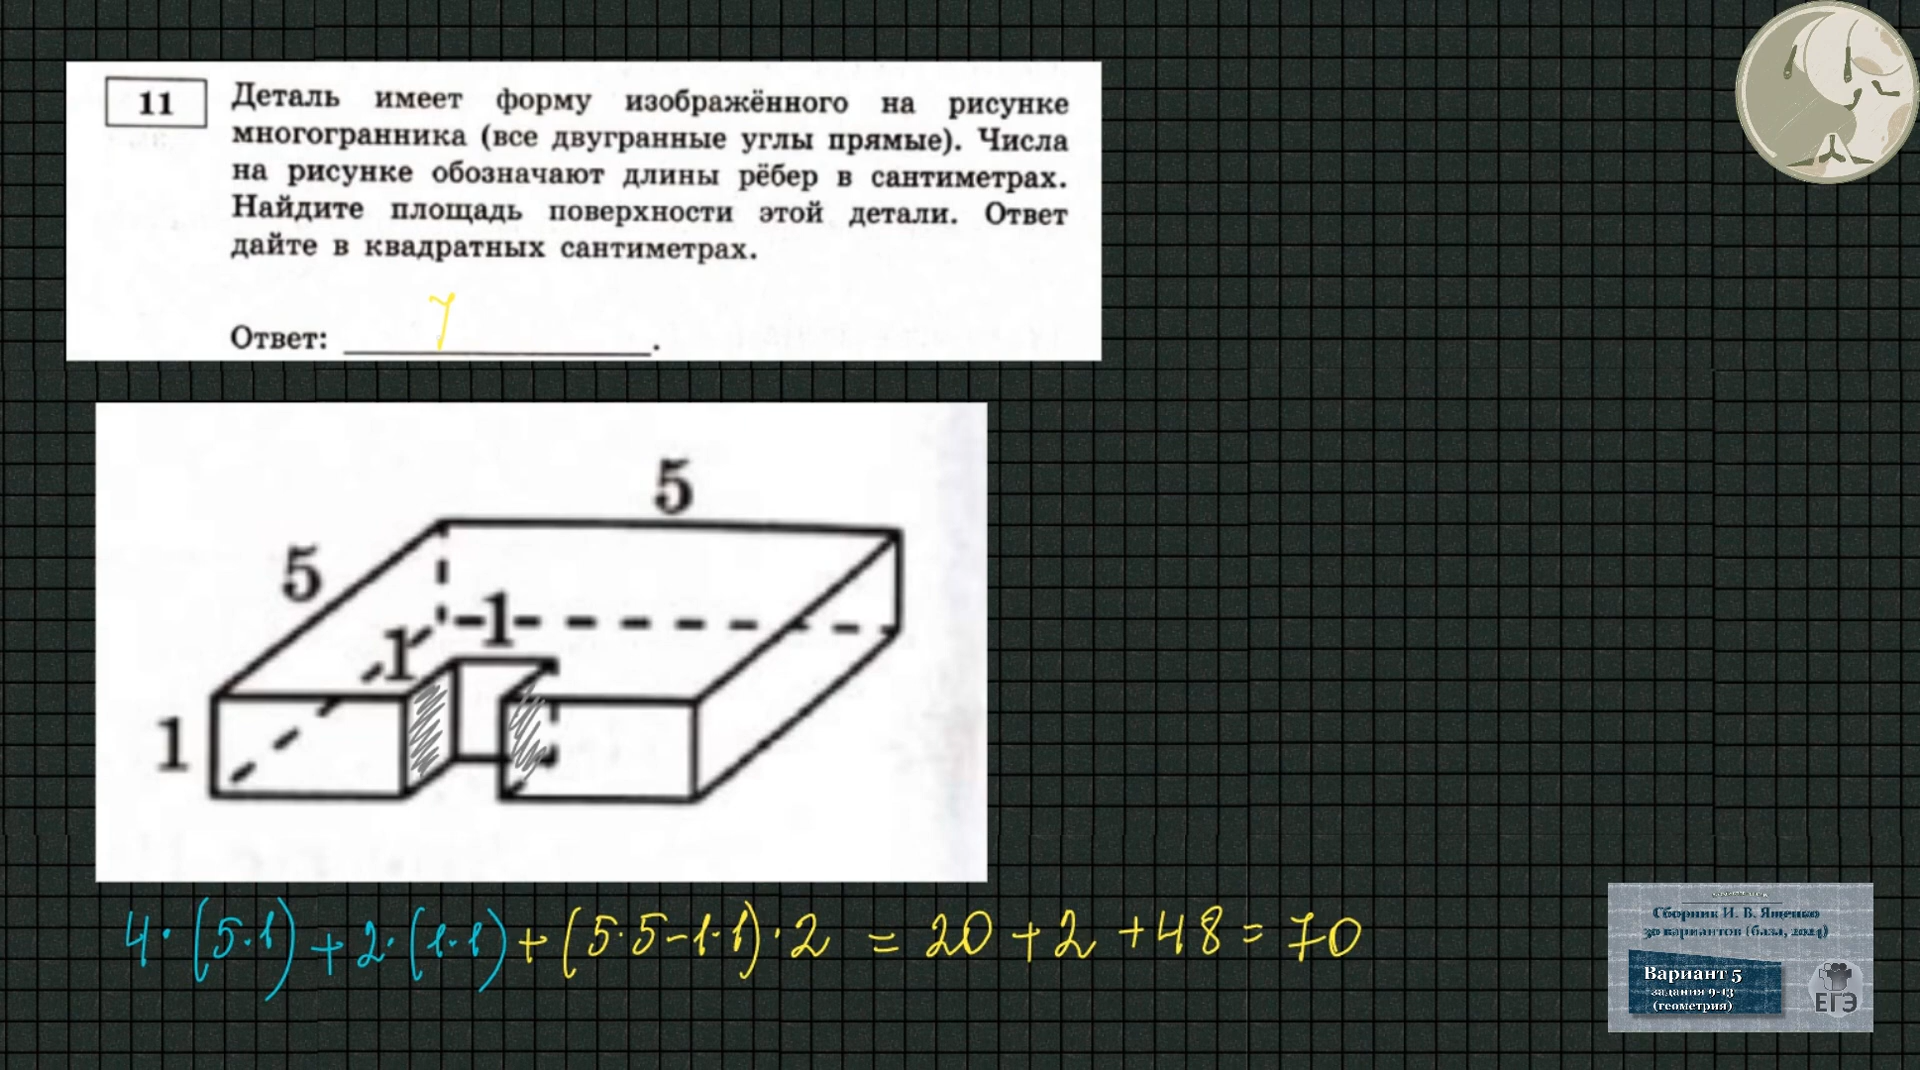 11
Деталь имеет форму изображённого на рисунке
многогранника (все двугранные углы прямые). Числа
на рисунке обозначают длины рёбер в сантиметрах.
Найдите площадь поверхности этой детали. Ответ
дайте в квадратных сантиметрах.
Ответ: 7.
5
5
1
1
1
4·(5·1)+2·(1·1)+(5·5-1·1)·2 = 20+2+48=70
Сборник И. В. Ященко
30 вариантов (база, 2024)
Вариант 5
задания 9-13
(геометрия)
ЕГЭ